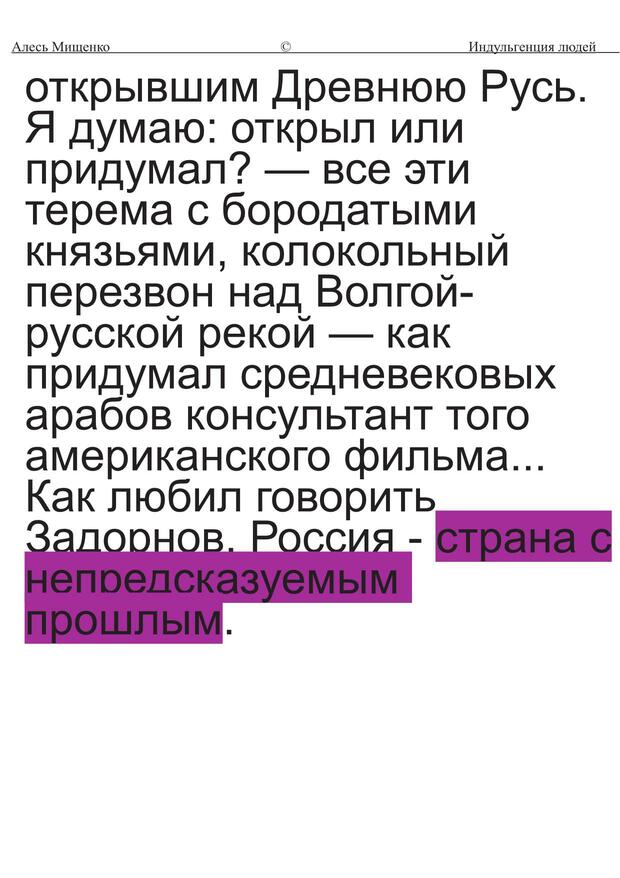 Алесь Мищенко © Индульгенция людей
открывшим Древнюю Русь.
Я думаю: открыл или
придумал? — все эти
терема с бородатыми
князьями, колокольный
перезвон над Волгой-
русской рекой — как
придумал средневековых
арабов консультант того
американского фильма...
Как любил говорить
Задорнов, Россия - страна с
непредсказуемым
прошлым.